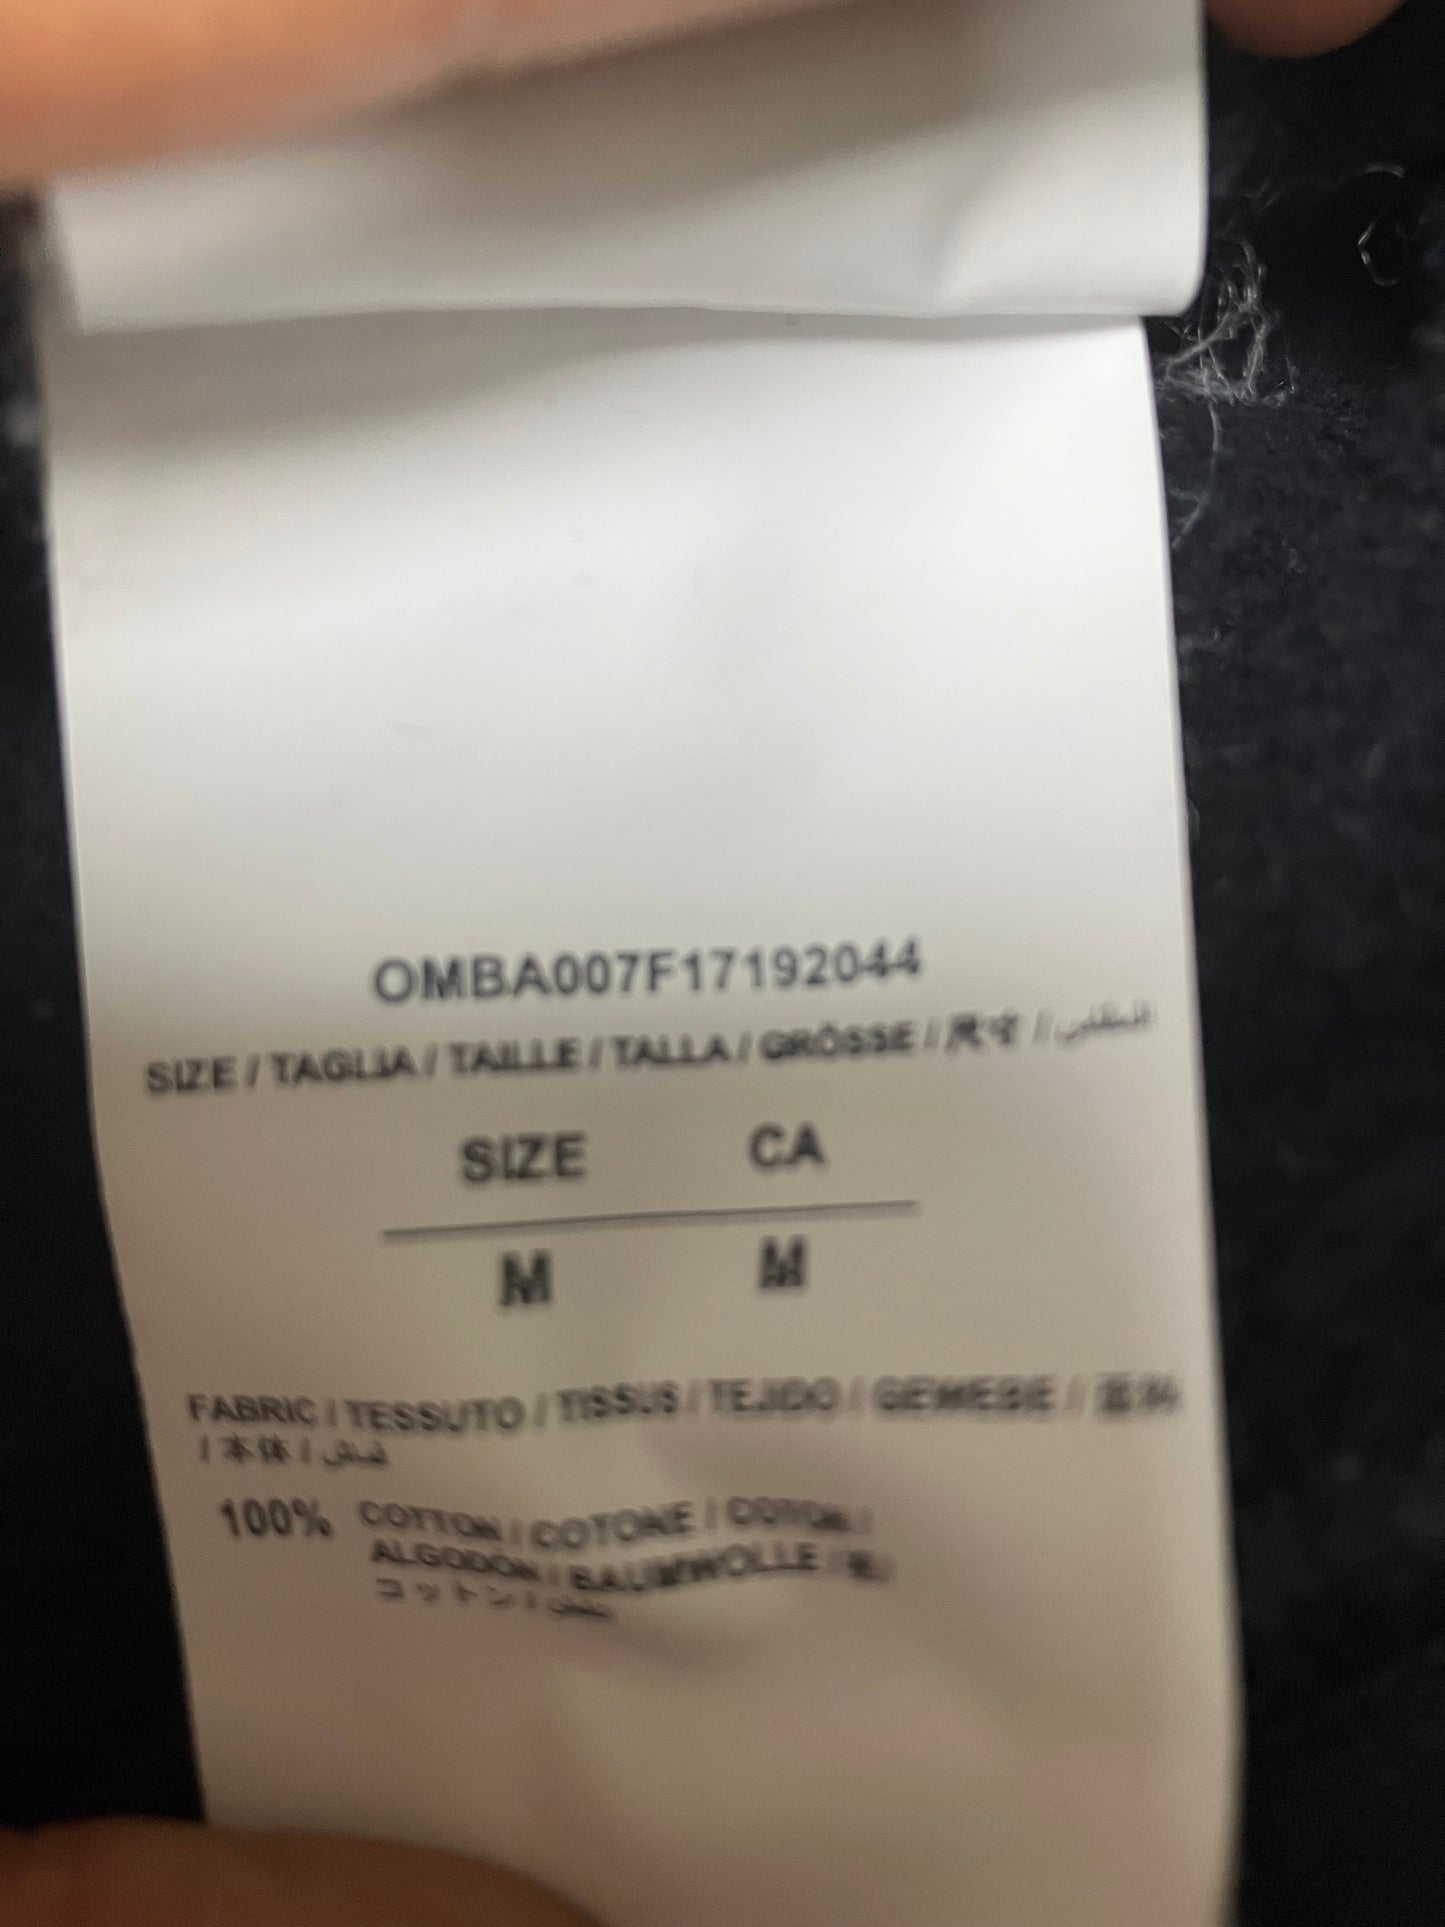 OMBA007F17192044
SIZE / TAGLIA / TAILLE / TALLA / GRÖSSE / 尺寸 /
SIZE CA
M M
FABRIC / TESSUTO / TISSUS / TEJIDO / GEWEBE /
/ 本体 / قماش
100% COTTON / COTONE / COTON /
ALGODÓN / BAUMWOLLE /
コットン /